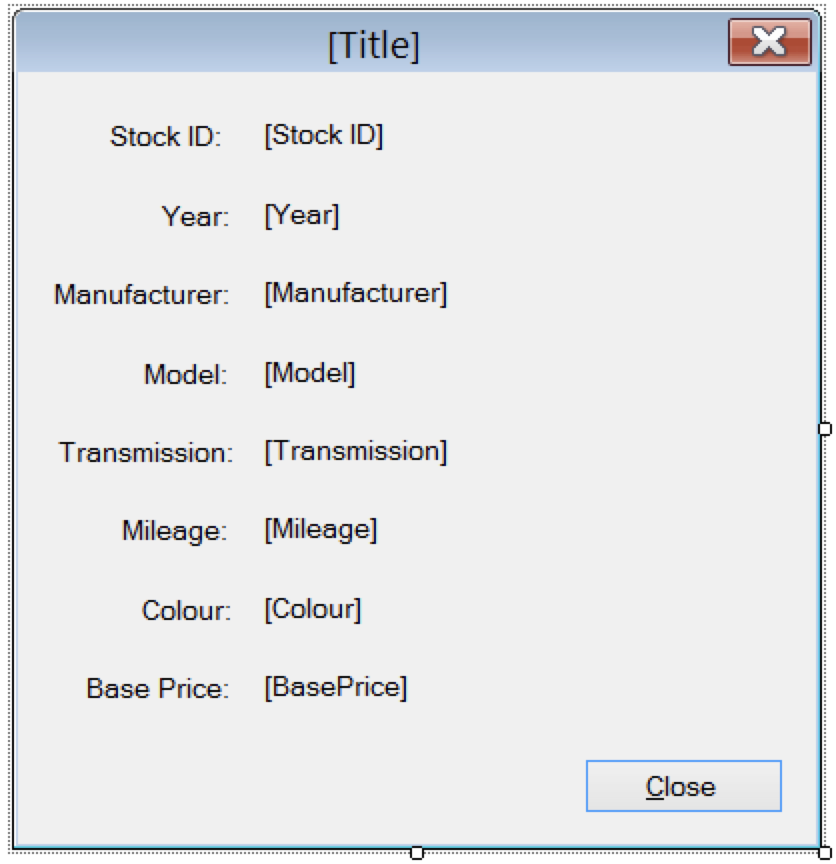 [Title]
Stock ID: [Stock ID]
Year: [Year]
Manufacturer: [Manufacturer]
Model: [Model]
Transmission: [Transmission]
Mileage: [Mileage]
Colour: [Colour]
Base Price: [BasePrice]
Close